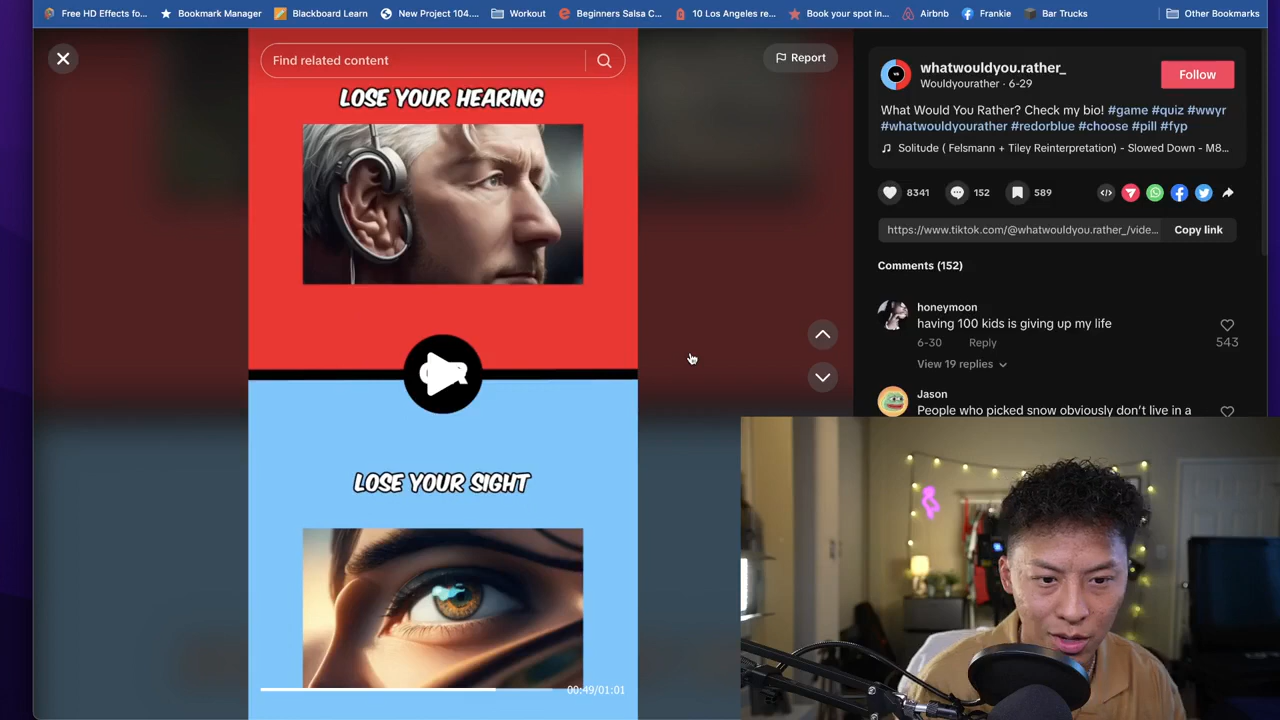 Free HD Effects fo...
Bookmark Manager
Blackboard Learn
New Project 104....
Workout
Beginners Salsa C...
10 Los Angeles re...
Book your spot in...
Airbnb
Frankie
Bar Trucks
Other Bookmarks
Find related content
Report
LOSE YOUR HEARING
LOSE YOUR SIGHT
00:49/01:01
whatwouldyou.rather_
Wouldyourather · 6-29
Follow
What Would You Rather? Check my bio! #game #quiz #wwyr
#whatwouldyourather #redorblue #choose #pill #fyp
Solitude ( Felsmann + Tiley Reinterpretation) - Slowed Down - M8...
8341
152
589
https://www.tiktok.com/@whatwouldyou.rather_/vide...
Copy link
Comments (152)
honeymoon
having 100 kids is giving up my life
6-30
Reply
543
View 19 replies
Jason
People who picked snow obviously don't live in a